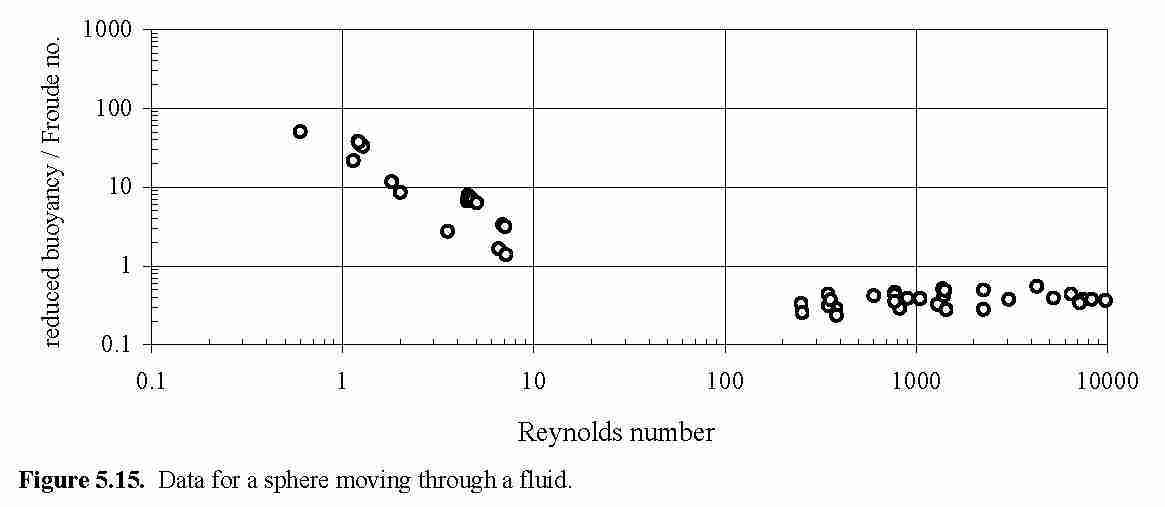 reduced buoyancy / Froude no.
1000
100
10
1
0.1
0.1 1 10 100 1000 10000
Reynolds number
Figure 5.15. Data for a sphere moving through a fluid.